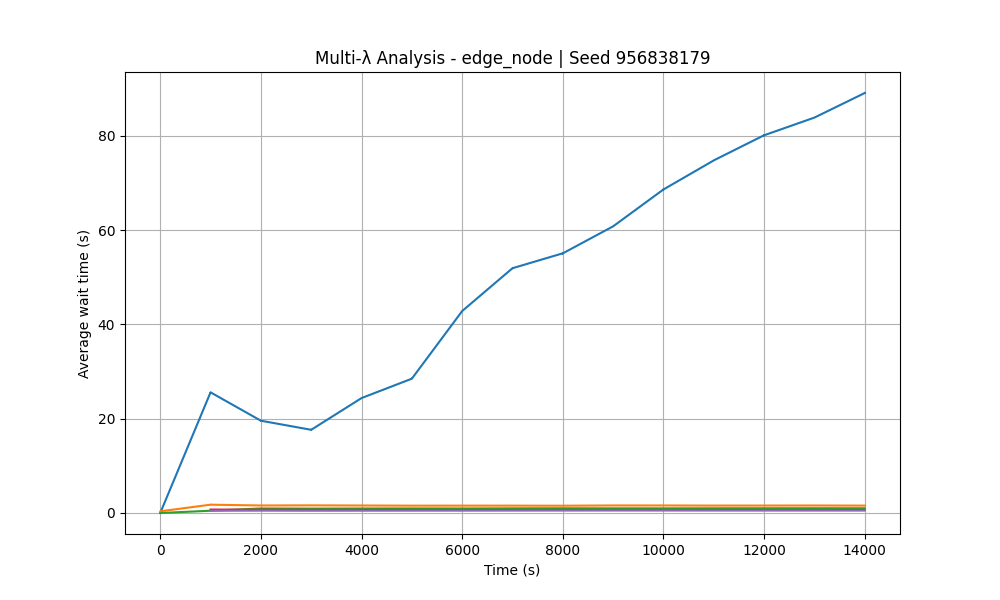 Multi-λ Analysis - edge_node | Seed 956838179
Average wait time (s)
80
60
40
20
0
0 2000 4000 6000 8000 10000 12000 14000
Time (s)